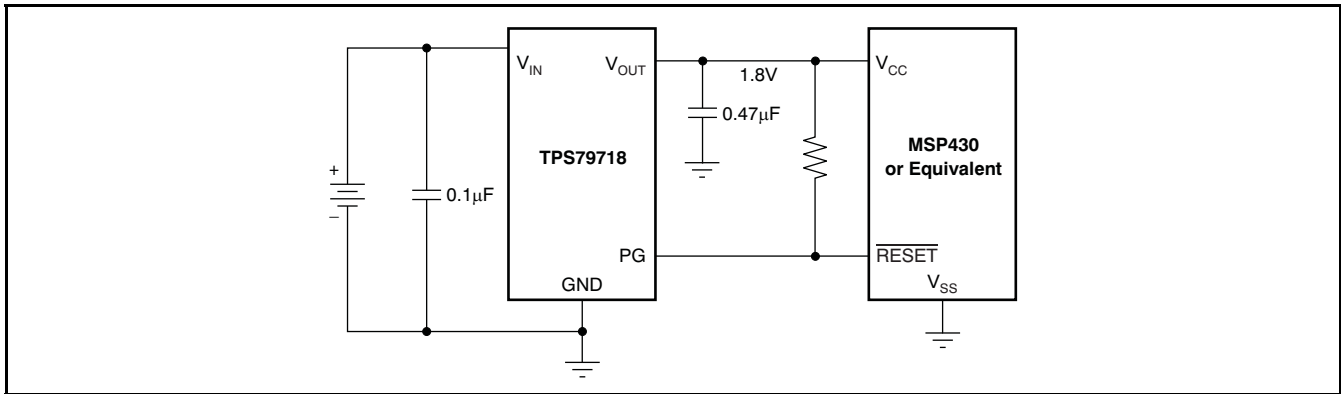 V_IN
V_OUT
1.8V
V_CC
0.47μF
TPS79718
MSP430
or Equivalent
+
–
0.1μF
PG
RESET
GND
V_SS